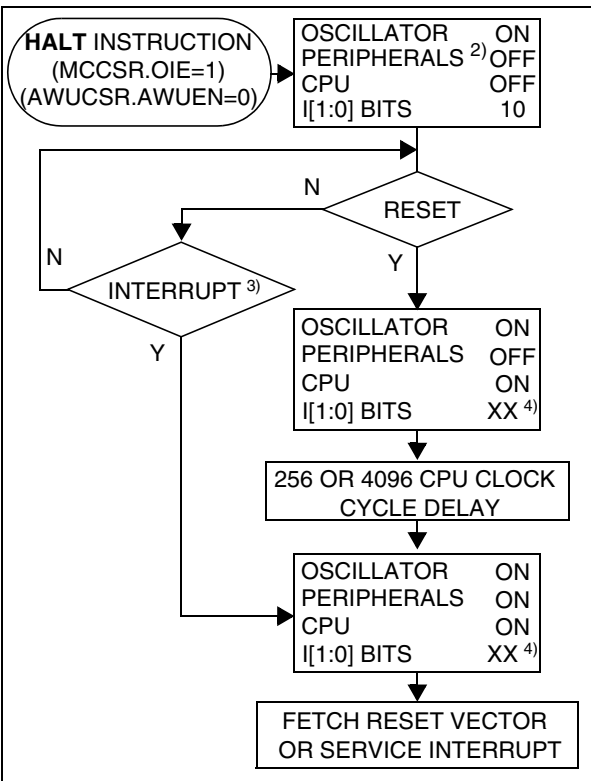 HALT INSTRUCTION
(MCCSR.OIE=1)
(AWUCSR.AWUEN=0)
OSCILLATOR ON
PERIPHERALS 2) OFF
CPU OFF
I[1:0] BITS 10
N
RESET
N
INTERRUPT 3)
Y
Y
OSCILLATOR ON
PERIPHERALS OFF
CPU ON
I[1:0] BITS XX 4)
256 OR 4096 CPU CLOCK
CYCLE DELAY
OSCILLATOR ON
PERIPHERALS ON
CPU ON
I[1:0] BITS XX 4)
FETCH RESET VECTOR
OR SERVICE INTERRUPT